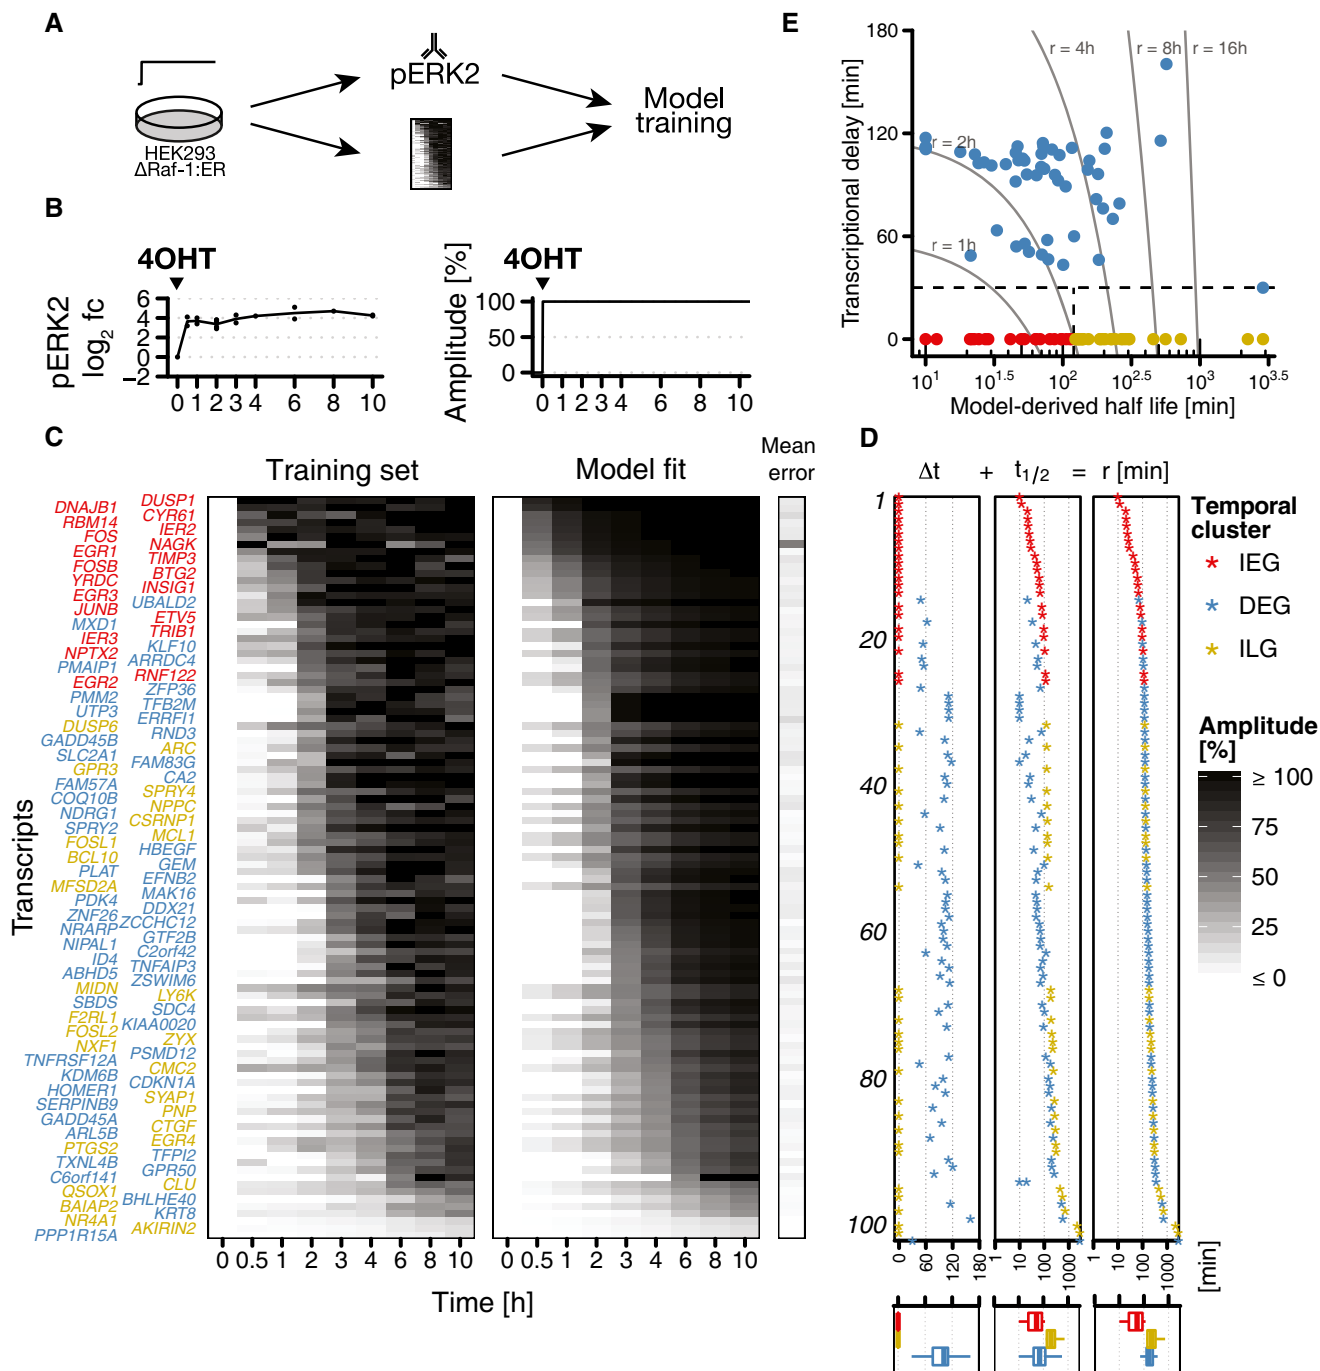 A
pERK2
HEK293
ΔRaf-1:ER
Model
training
B
4OHT
pERK2
log2 fc
6
4
2
0
−2
0 1 2 3 4 6 8 10
4OHT
Amplitude [%]
100
50
0
0 1 2 3 4 6 8 10
E
Transcriptional delay [min]
180
120
60
0
r = 1h
r = 2h
r = 4h
r = 8h
r = 16h
10^1 10^1.5 10^2 10^2.5 10^3 10^3.5
Model-derived half life [min]
C
Training set
Model fit
Mean
error
Transcripts
DUSP1
DNAJB1
CYR61
RBM14
IER2
FOS
NAGK
EGR1
TIMP3
FOSB
BTG2
YRDC
INSIG1
EGR3
UBALD2
JUNB
ETV5
MXD1
TRIB1
IER3
KLF10
NPTX2
ARRDC4
PMAIP1
RNF122
EGR2
ZFP36
PMM2
TFB2M
UTP3
ERRFI1
DUSP6
RND3
GADD45B
ARC
SLC2A1
FAM83G
GPR3
CA2
FAM57A
SPRY4
COQ10B
NPPC
NDRG1
CSRNP1
SPRY2
MCL1
FOSL1
HBEGF
BCL10
GEM
PLAT
EFNB2
MFSD2A
MAK16
PDK4
DDX21
ZNF26
ZCCHC12
NRARP
GTF2B
NIPAL1
C2orf42
ID4
TNFAIP3
ABHD5
ZSWIM6
MIDN
LY6K
SBDS
SDC4
F2RL1
KIAA0020
FOSL2
ZYX
NXF1
PSMD12
TNFRSF12A
CMC2
KDM6B
CDKN1A
HOMER1
SYAP1
SERPINB9
PNP
GADD45A
CTGF
ARL5B
EGR4
PTGS2
TFPI2
TXNL4B
GPR50
C6orf141
CLU
QSOX1
BHLHE40
BAIAP2
KRT8
NR4A1
AKIRIN2
PPP1R15A
0 0.5 1 2 3 4 6 8 10
0 0.5 1 2 3 4 6 8 10
Time [h]
D
Δt + t1/2 = r [min]
1
20
40
60
80
100
0 60 120 180
1 10 100 1000
1 10 100 1000
[min]
Temporal
cluster
* IEG
* DEG
* ILG
Amplitude
[%]
≥ 100
75
50
25
≤ 0